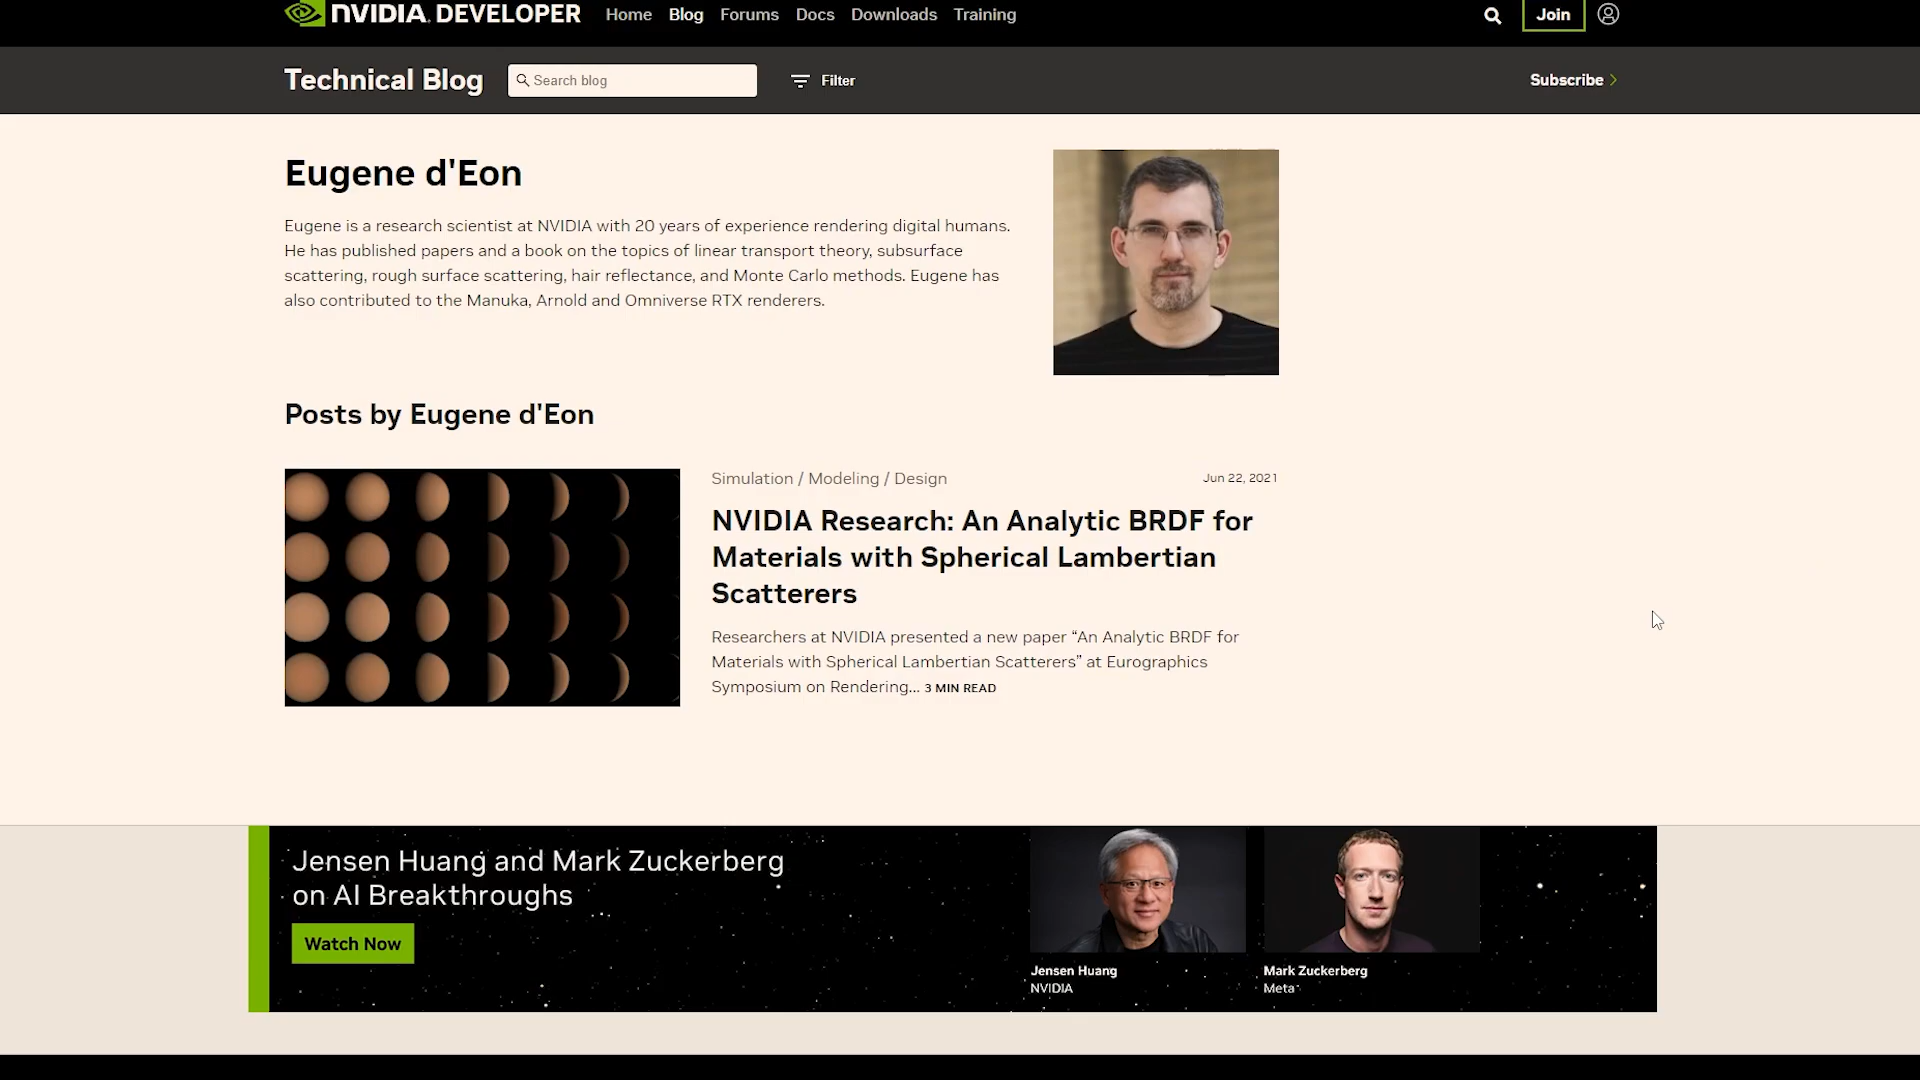 NVIDIA. DEVELOPER Home Blog Forums Docs Downloads Training Join
Technical Blog Search blog Filter Subscribe
Eugene d'Eon
Eugene is a research scientist at NVIDIA with 20 years of experience rendering digital humans.
He has published papers and a book on the topics of linear transport theory, subsurface
scattering, rough surface scattering, hair reflectance, and Monte Carlo methods. Eugene has
also contributed to the Manuka, Arnold and Omniverse RTX renderers.
Posts by Eugene d'Eon
Simulation / Modeling / Design Jun 22, 2021
NVIDIA Research: An Analytic BRDF for
Materials with Spherical Lambertian
Scatterers
Researchers at NVIDIA presented a new paper “An Analytic BRDF for
Materials with Spherical Lambertian Scatterers” at Eurographics
Symposium on Rendering... 3 MIN READ
Jensen Huang and Mark Zuckerberg
on AI Breakthroughs
Watch Now
Jensen Huang
NVIDIA
Mark Zuckerberg
Meta